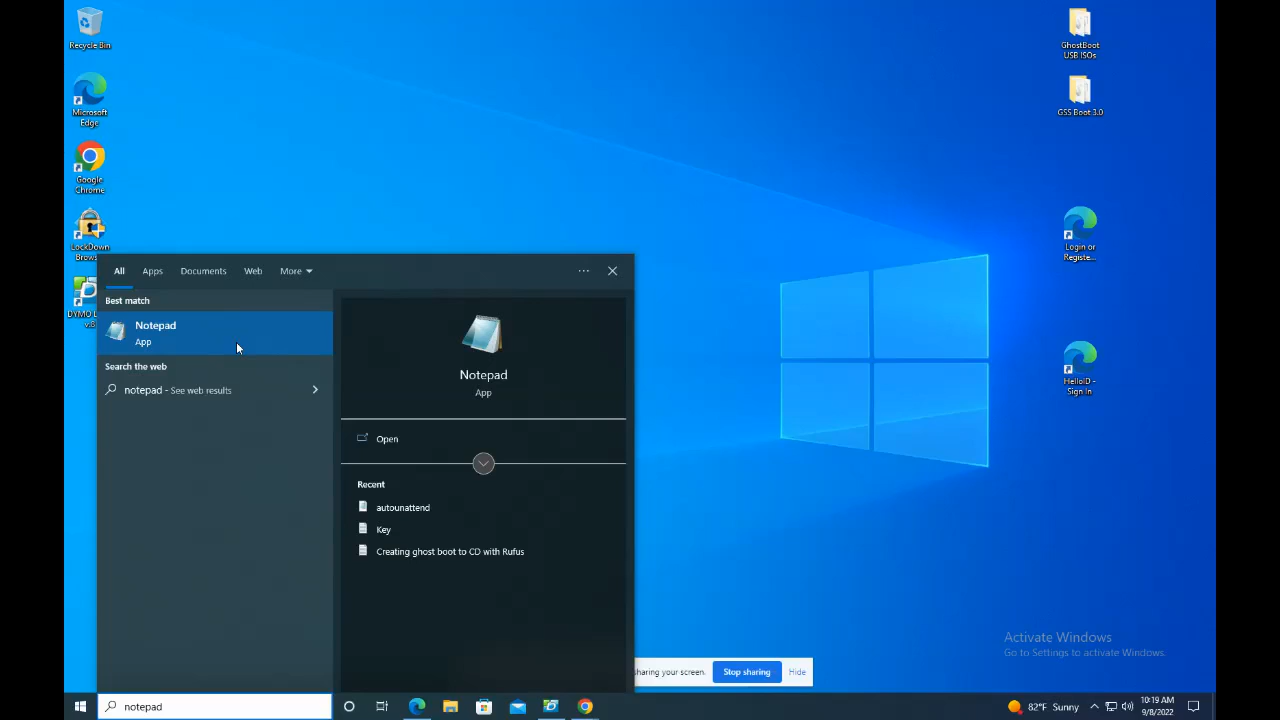 Recycle Bin
Microsoft
Edge
Google
Chrome
LockDown
Brows...
DYMO
v.8
GhostBoot
USB ISOs
GSS Boot 3.0
Login or
Registe...
HelloID -
Sign In
All Apps Documents Web More
Best match
Notepad
App
Search the web
notepad - See web results
Notepad
App
Open
Recent
autounattend
Key
Creating ghost boot to CD with Rufus
Activate Windows
Go to Settings to activate Windows.
sharing your screen. Stop sharing Hide
notepad
82°F Sunny
10:19 AM
9/8/2022